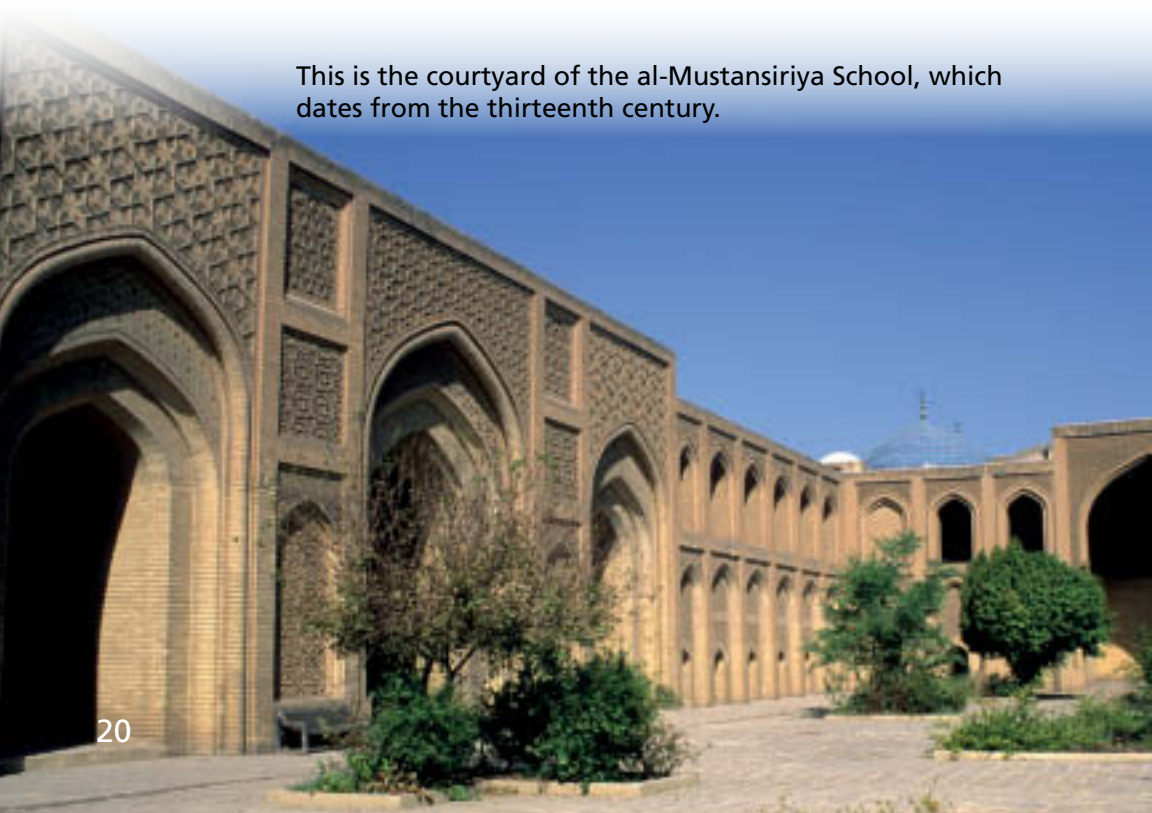 This is the courtyard of the al-Mustansiriya School, which
dates from the thirteenth century.
20